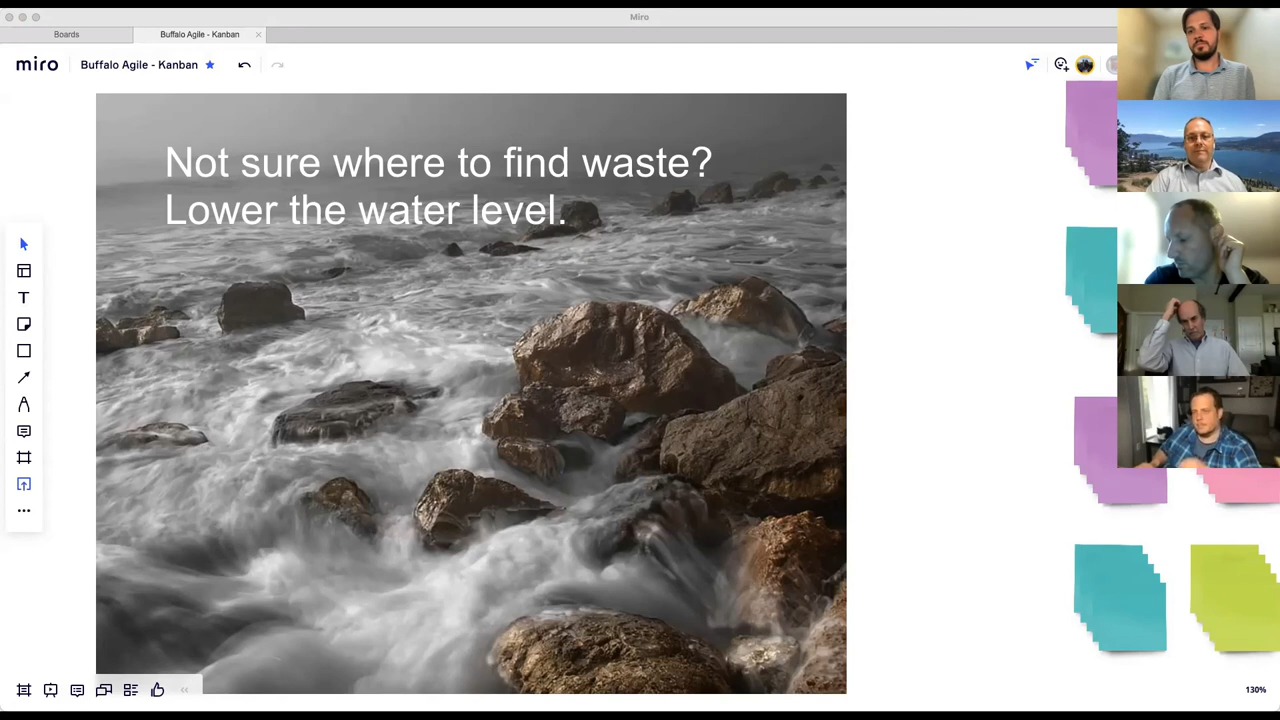 Miro
Boards
Buffalo Agile - Kanban
miro
Buffalo Agile - Kanban
Not sure where to find waste?
Lower the water level.
T
130%